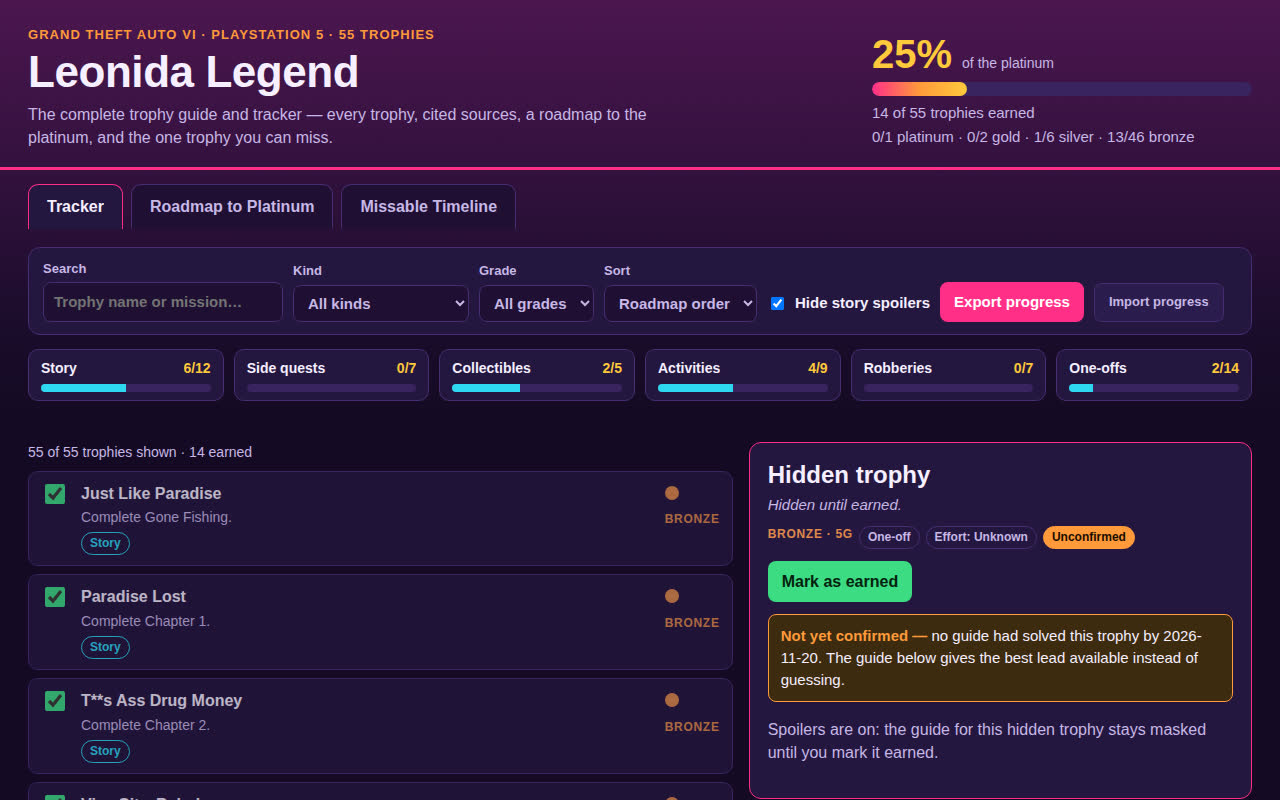 GRAND THEFT AUTO VI · PLAYSTATION 5 · 55 TROPHIES
Leonida Legend
The complete trophy guide and tracker — every trophy, cited sources, a roadmap to the
platinum, and the one trophy you can miss.
25% of the platinum
14 of 55 trophies earned
0/1 platinum · 0/2 gold · 1/6 silver · 13/46 bronze
Tracker
Roadmap to Platinum
Missable Timeline
Search
Trophy name or mission…
Kind
All kinds
Grade
All grades
Sort
Roadmap order
Hide story spoilers
Export progress
Import progress
Story 6/12
Side quests 0/7
Collectibles 2/5
Activities 4/9
Robberies 0/7
One-offs 2/14
55 of 55 trophies shown · 14 earned
Just Like Paradise
Complete Gone Fishing.
Story
BRONZE
Paradise Lost
Complete Chapter 1.
Story
BRONZE
T**s Ass Drug Money
Complete Chapter 2.
Story
BRONZE
Hidden trophy
Hidden until earned.
BRONZE · 5G One-off Effort: Unknown Unconfirmed
Mark as earned
Not yet confirmed — no guide had solved this trophy by 2026-
11-20. The guide below gives the best lead available instead of
guessing.
Spoilers are on: the guide for this hidden trophy stays masked
until you mark it earned.